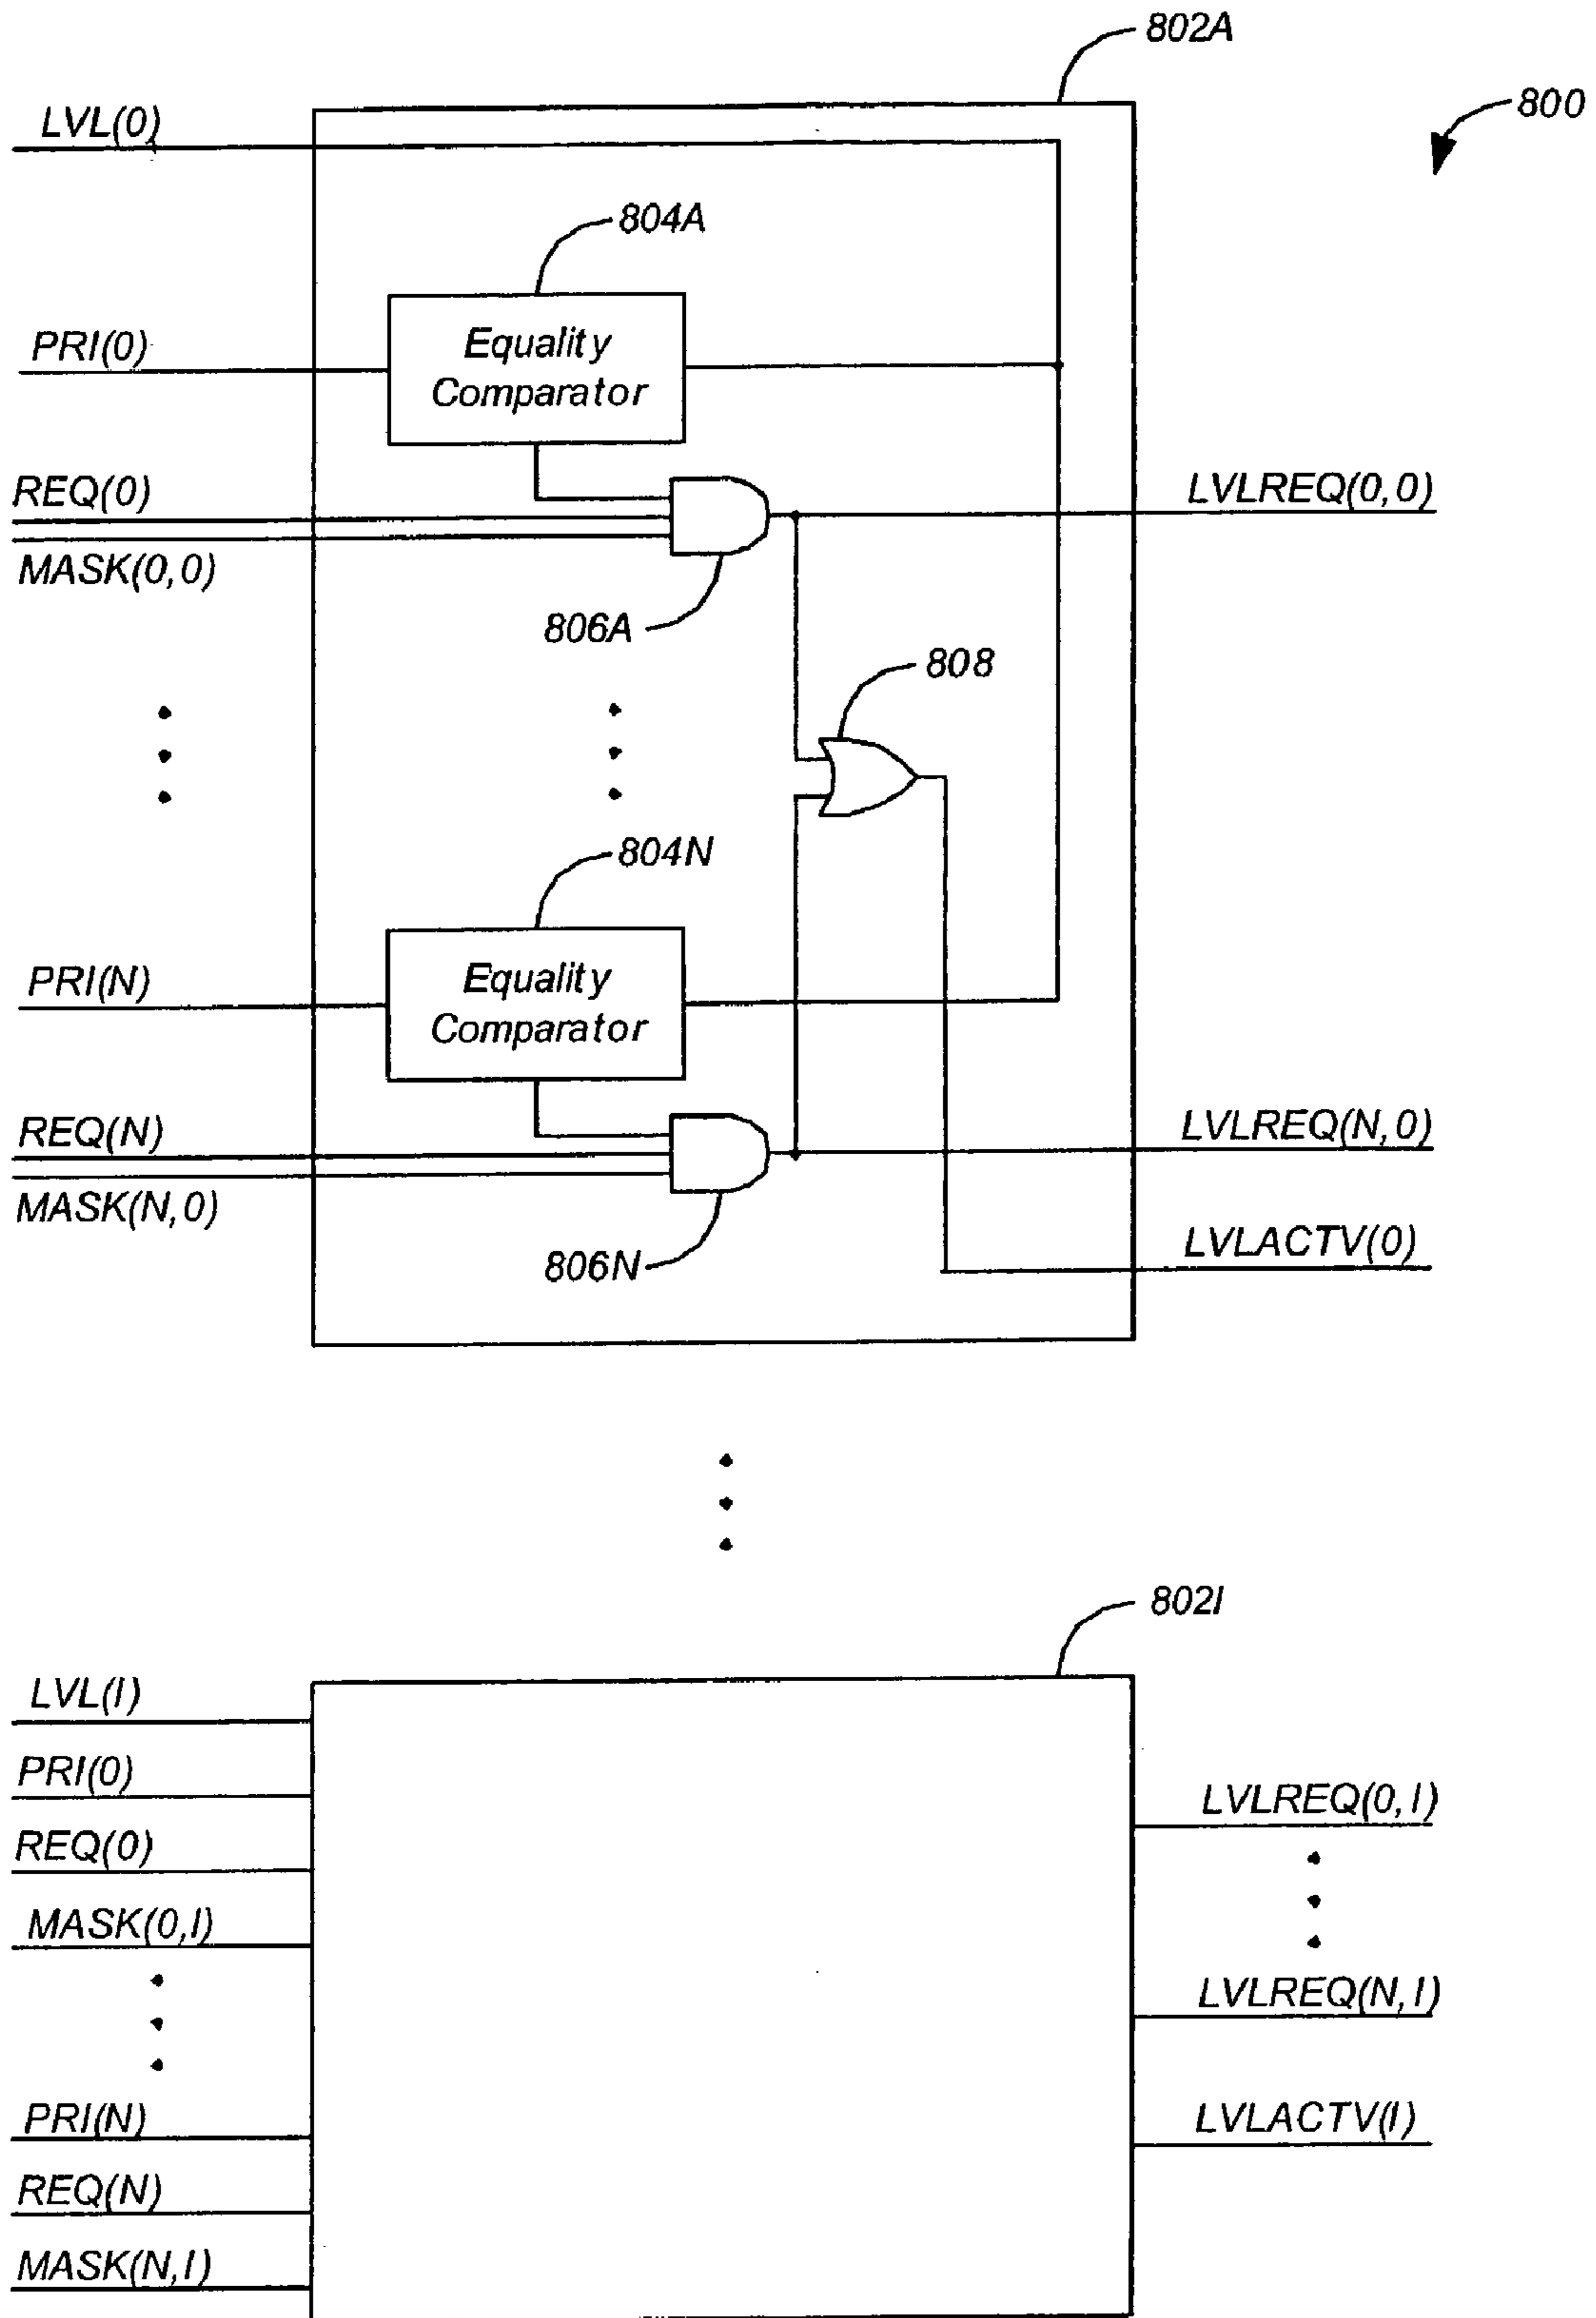 802A
800
LVL(0)
804A
PRI(0)
Equality
Comparator
REQ(0)
LVLREQ(0,0)
MASK(0,0)
806A
808
804N
PRI(N)
Equality
Comparator
REQ(N)
LVLREQ(N,0)
MASK(N,0)
LVLACTV(0)
806N
802I
LVL(I)
PRI(0)
LVLREQ(0,I)
REQ(0)
MASK(0,I)
LVLREQ(N,I)
PRI(N)
LVLACTV(I)
REQ(N)
MASK(N,I)